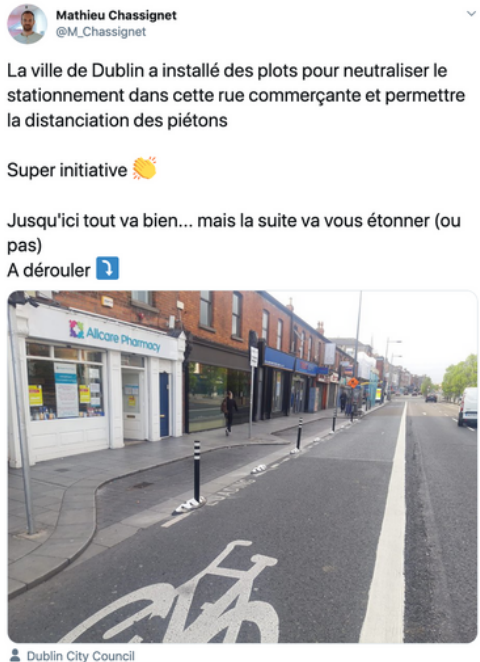 Mathieu Chassignet
@M_Chassignet
La ville de Dublin a installé des plots pour neutraliser le
stationnement dans cette rue commerçante et permettre
la distanciation des piétons
Super initiative 👏
Jusqu'ici tout va bien... mais la suite va vous étonner (ou
pas)
A dérouler ⤵️
Allcare Pharmacy
Dublin City Council